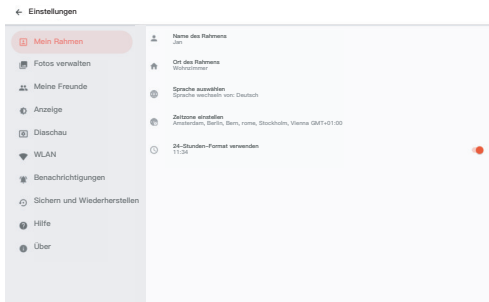 Einstellungen
Mein Rahmen
Fotos verwalten
Meine Freunde
Anzeige
Diaschau
WLAN
Benachrichtigungen
Sichern und Wiederherstellen
Hilfe
Über
Name des Rahmens
Jan
Ort des Rahmens
Wohnzimmer
Sprache auswählen
Sprache wechseln von: Deutsch
Zeitzone einstellen
Amsterdam, Berlin, Bern, rome, Stockholm, Vienna GMT+01:00
24-Stunden-Format verwenden
11:34